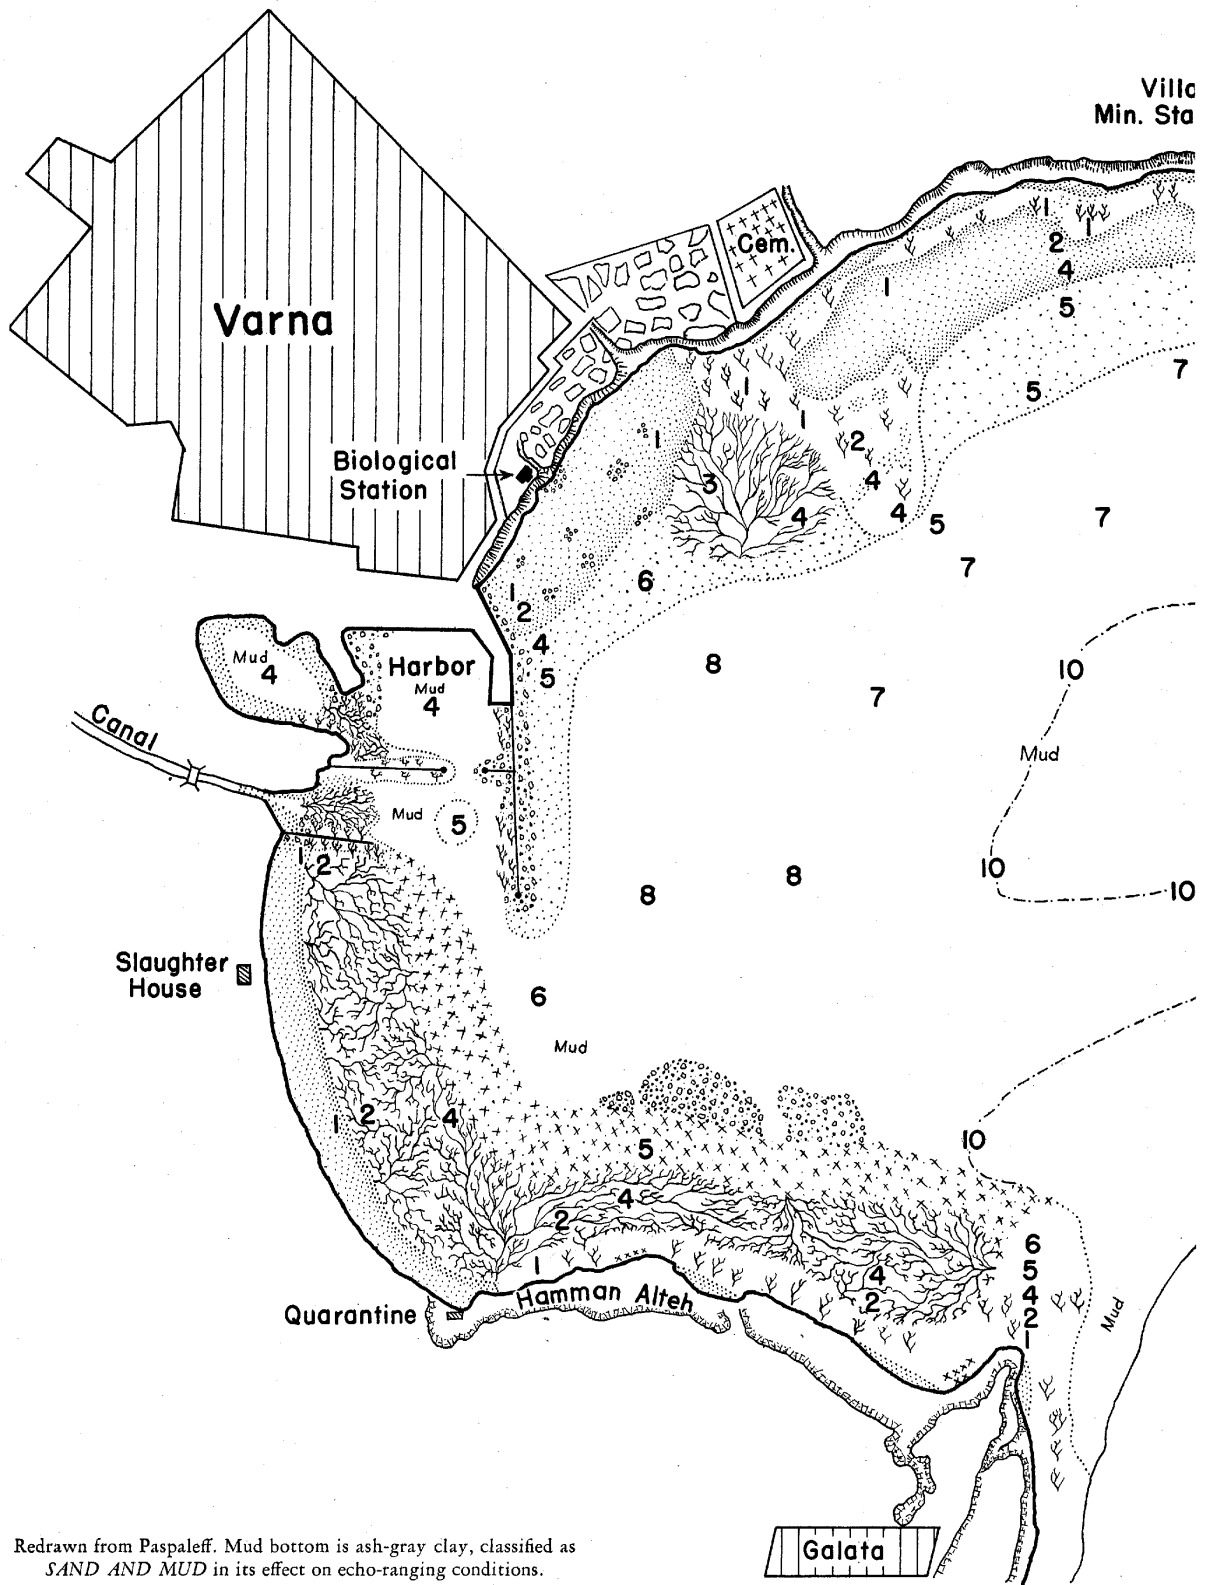 Villa
Min. Sta
Cem.
1
1
2
4
1
5
Varna
7
5
1
1
1
2
Biological
Station
3
4
4
4
5
7
7
6
1
2
4
5
Mud
4
Harbor
Mud
4
8
10
7
Canal
Mud
Mud
5
1
2
10
8
8
10
Slaughter
House
6
Mud
1
2
4
5
10
4
2
1
6
5
4
2
1
4
2
Mud
Quarantine
Hamman Alteh
Galata
Redrawn from Paspaleff. Mud bottom is ash-gray clay, classified as
SAND AND MUD in its effect on echo-ranging conditions.